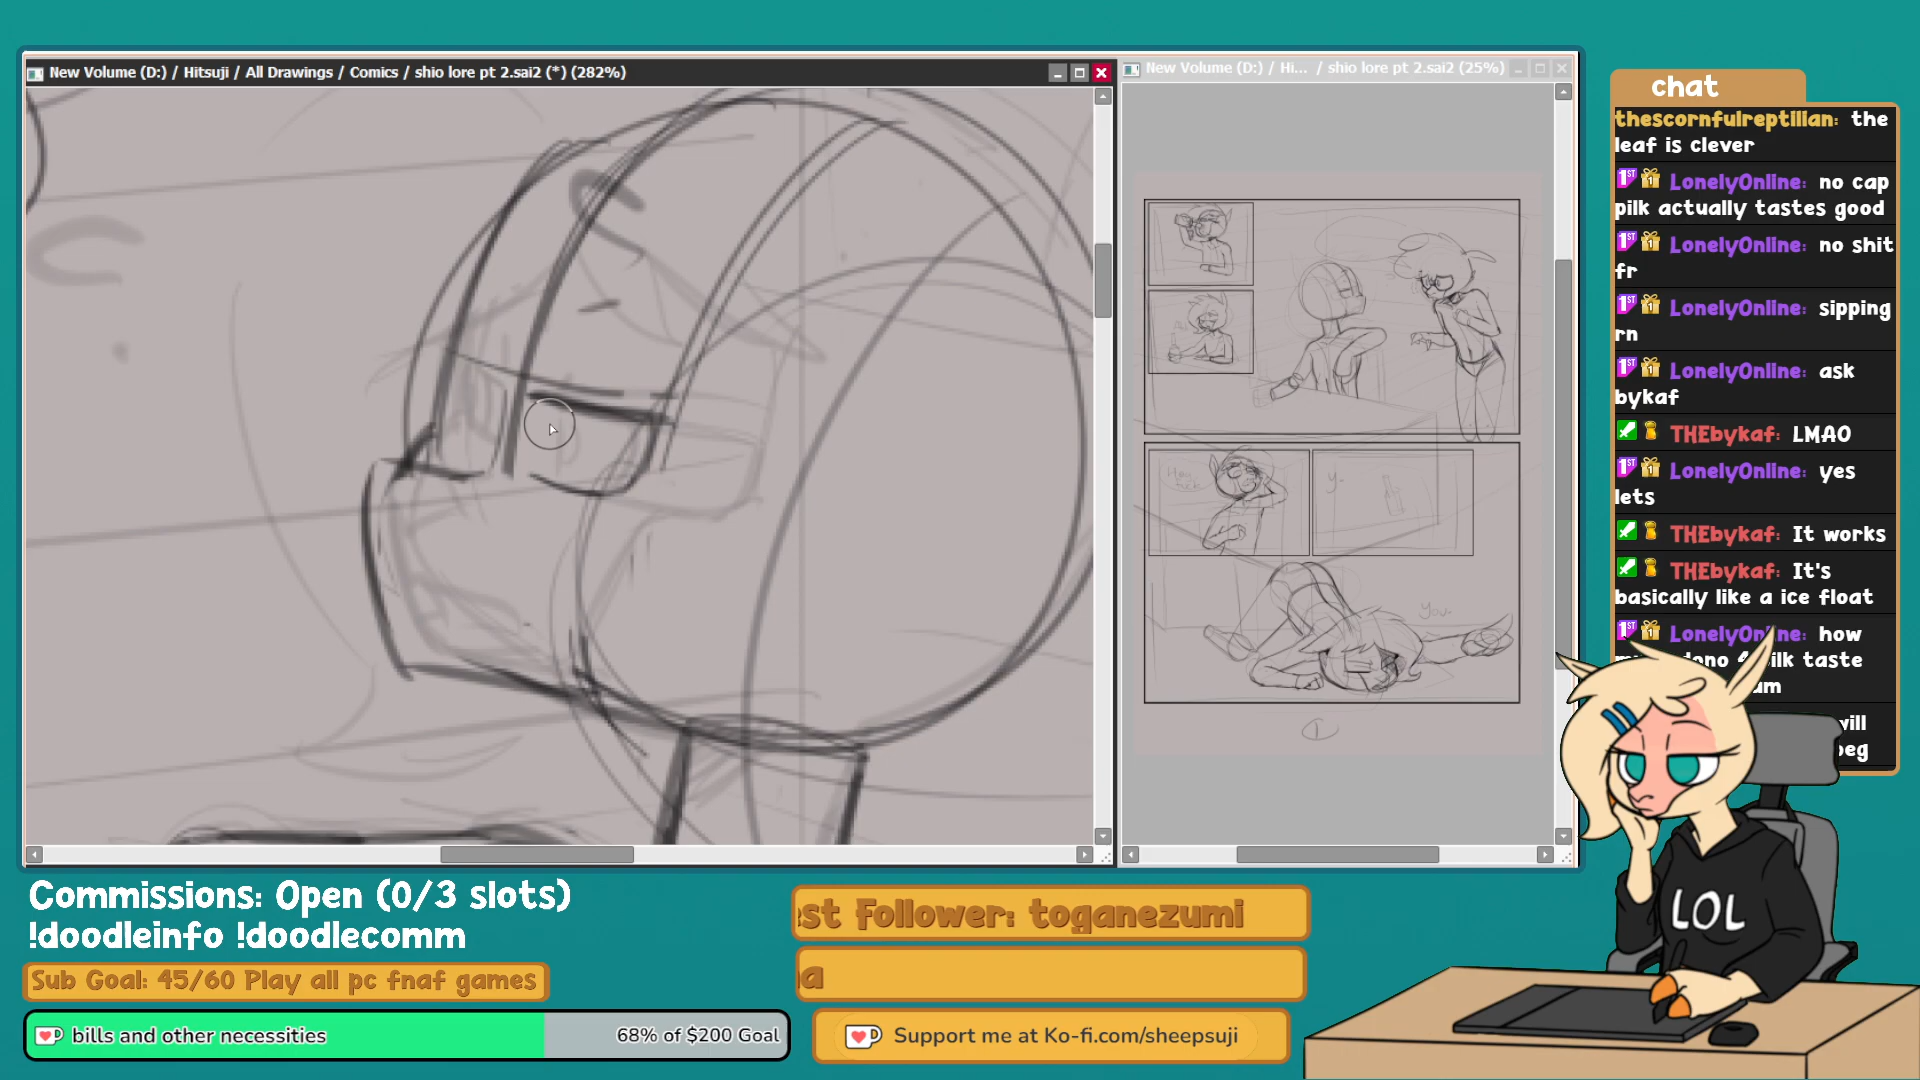 New Volume (D:) / Hitsuji / All Drawings / Comics / shio lore pt 2.sai2 (*) (282%)
New Volume (D:) / Hi... / shio lore pt 2.sai2 (25%)
chat
thescornfulreptilian: the
leaf is clever
LonelyOnline: no cap
pilk actually tastes good
LonelyOnline: no shit
fr
LonelyOnline: sipping
rn
LonelyOnline: ask
bykaf
THEbykaf: LMAO
LonelyOnline: yes
lets
THEbykaf: It works
THEbykaf: It's
basically like a ice float
LonelyOnline: how
taste
LOL
Commissions: Open (0/3 slots)
!doodleinfo !doodlecomm
Sub Goal: 45/60 Play all pc fnaf games
bills and other necessities
68% of $200 Goal
st Follower: toganezumi
a
Support me at Ko-fi.com/sheepsuji